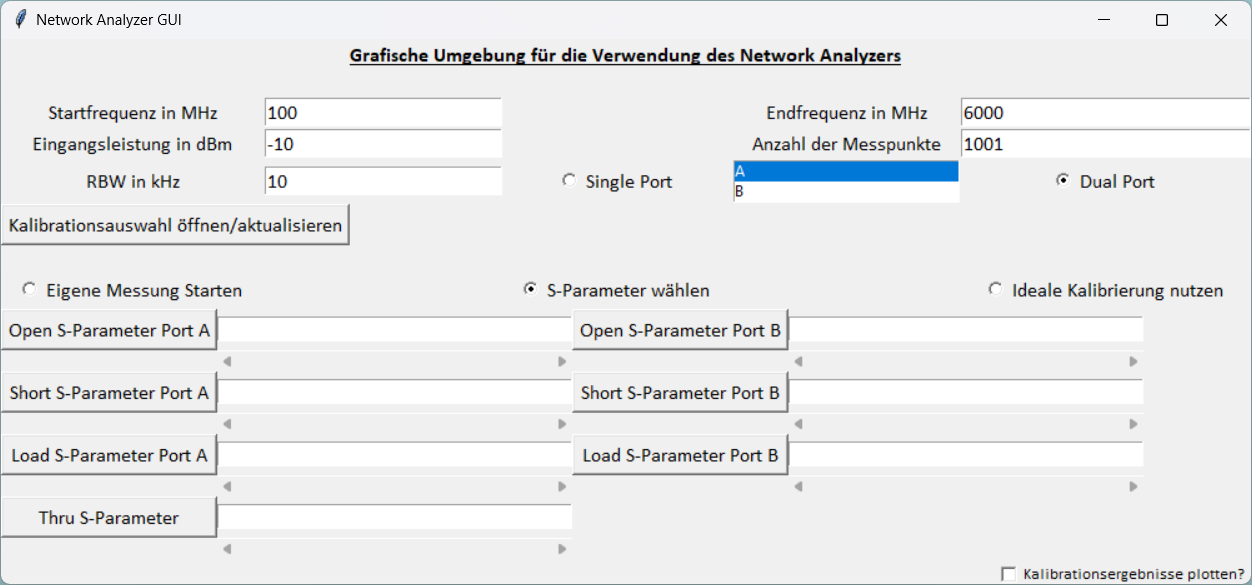 Network Analyzer GUI
Grafische Umgebung für die Verwendung des Network Analyzers
Startfrequenz in MHz 100 Endfrequenz in MHz 6000
Eingangsleistung in dBm -10 Anzahl der Messpunkte 1001
RBW in kHz 10 Single Port A Dual Port
B
Kalibrationsauswahl öffnen/aktualisieren
Eigene Messung Starten S-Parameter wählen Ideale Kalibrierung nutzen
Open S-Parameter Port A Open S-Parameter Port B
Short S-Parameter Port A Short S-Parameter Port B
Load S-Parameter Port A Load S-Parameter Port B
Thru S-Parameter
Kalibrationsergebnisse plotten?